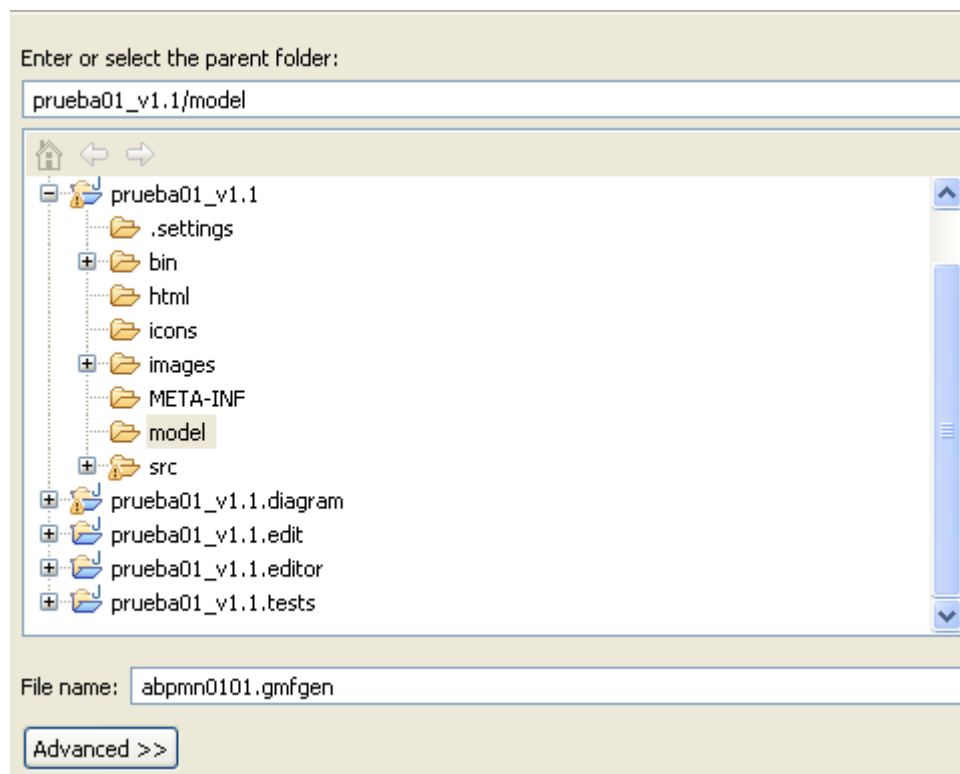 Enter or select the parent folder:
prueba01_v1.1/model
prueba01_v1.1
.settings
bin
html
icons
images
META-INF
model
src
prueba01_v1.1.diagram
prueba01_v1.1.edit
prueba01_v1.1.editor
prueba01_v1.1.tests
File name: abpmn0101.gmfgen
Advanced >>